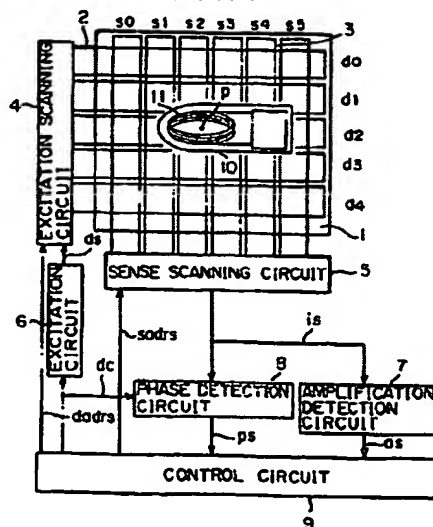 s0 s1 s2 s3 s4 s5
2
3
4
EXCITATION SCANNING CIRCUIT
d0
d1
d2
d3
d4
11
P
10
1
ds
SENSE SCANNING CIRCUIT
5
6
EXCITATION CIRCUIT
sadrs
is
dc
8
7
PHASE DETECTION CIRCUIT
AMPLIFICATION DETECTION CIRCUIT
dadrs
ps
as
CONTROL CIRCUIT
9